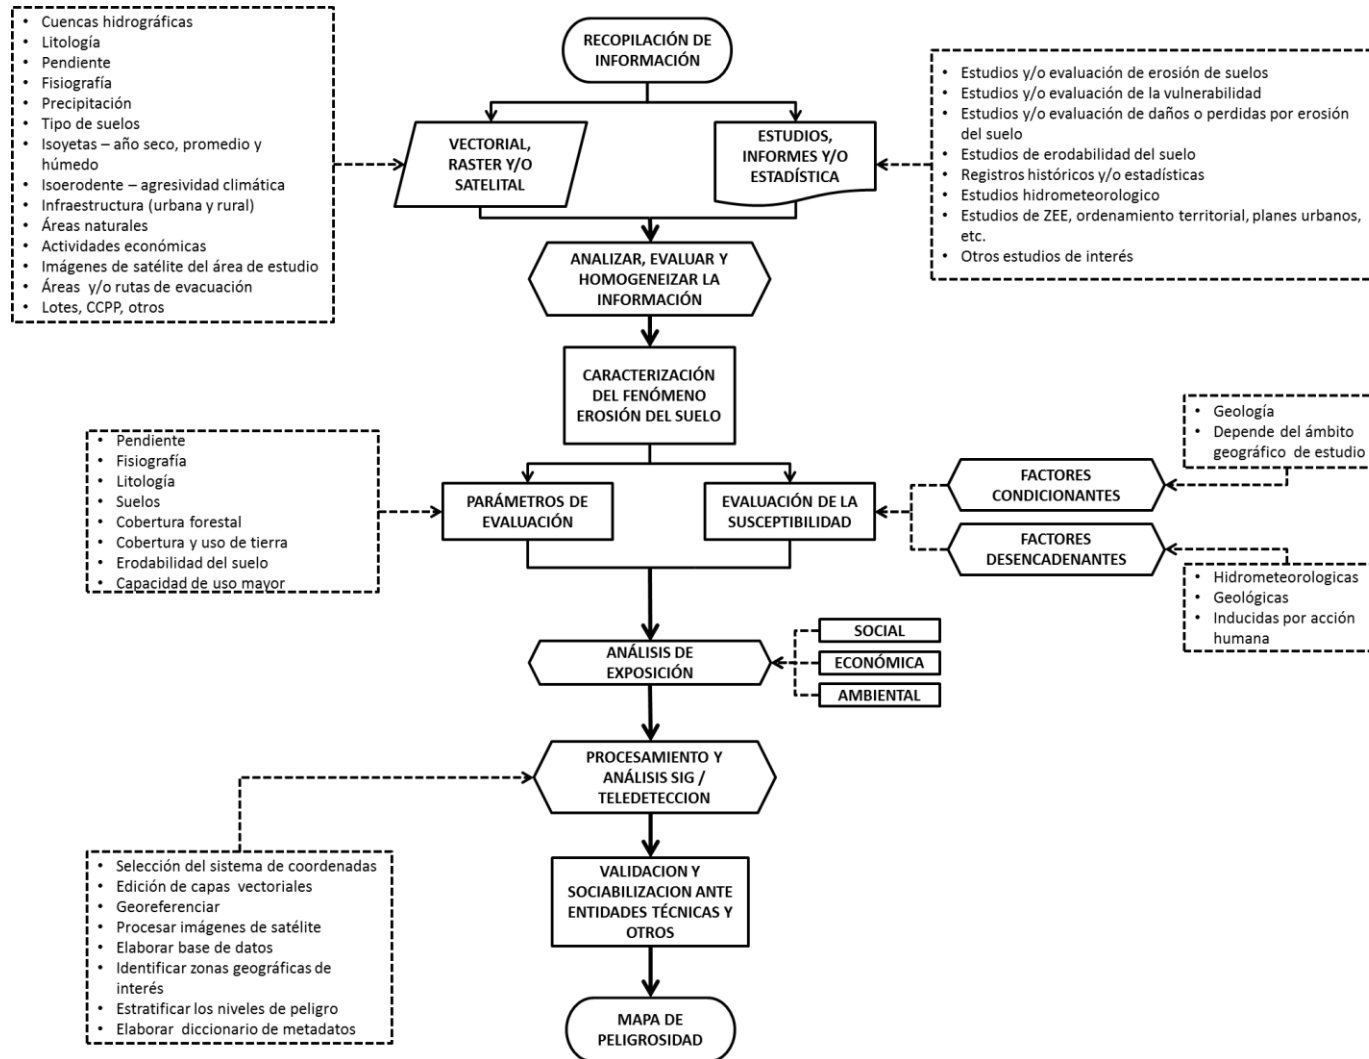 RECOPILACIÓN DE
INFORMACIÓN
• Cuencas hidrográficas
• Litología
• Pendiente
• Fisiografía
• Precipitación
• Tipo de suelos
• Isoyetas – año seco, promedio y
húmedo
• Isoerodente – agresividad climática
• Infraestructura (urbana y rural)
• Áreas naturales
• Actividades económicas
• Imágenes de satélite del área de estudio
• Áreas y/o rutas de evacuación
• Lotes, CCPP, otros
VECTORIAL,
RASTER Y/O
SATELITAL
ESTUDIOS,
INFORMES Y/O
ESTADÍSTICA
• Estudios y/o evaluación de erosión de suelos
• Estudios y/o evaluación de la vulnerabilidad
• Estudios y/o evaluación de daños o perdidas por erosión
del suelo
• Estudios de erodabilidad del suelo
• Registros históricos y/o estadísticas
• Estudios hidrometeorologico
• Estudios de ZEE, ordenamiento territorial, planes urbanos,
etc.
• Otros estudios de interés
ANALIZAR, EVALUAR Y
HOMOGENEIZAR LA
INFORMACIÓN
CARACTERIZACIÓN
DEL FENÓMENO
EROSIÓN DEL SUELO
• Pendiente
• Fisiografía
• Litología
• Suelos
• Cobertura forestal
• Cobertura y uso de tierra
• Erodabilidad del suelo
• Capacidad de uso mayor
PARÁMETROS DE
EVALUACIÓN
EVALUACIÓN DE LA
SUSCEPTIBILIDAD
FACTORES
CONDICIONANTES
• Geología
• Depende del ámbito
geográfico de estudio
FACTORES
DESENCADENANTES
• Hidrometeorologicas
• Geológicas
• Inducidas por acción
humana
ANÁLISIS DE
EXPOSICIÓN
SOCIAL
ECONÓMICA
AMBIENTAL
PROCESAMIENTO Y
ANÁLISIS SIG /
TELEDETECCION
• Selección del sistema de coordenadas
• Edición de capas vectoriales
• Georeferenciar
• Procesar imágenes de satélite
• Elaborar base de datos
• Identificar zonas geográficas de
interés
• Estratificar los niveles de peligro
• Elaborar diccionario de metadatos
VALIDACION Y
SOCIABILIZACION ANTE
ENTIDADES TÉCNICAS Y
OTROS
MAPA DE
PELIGROSIDAD